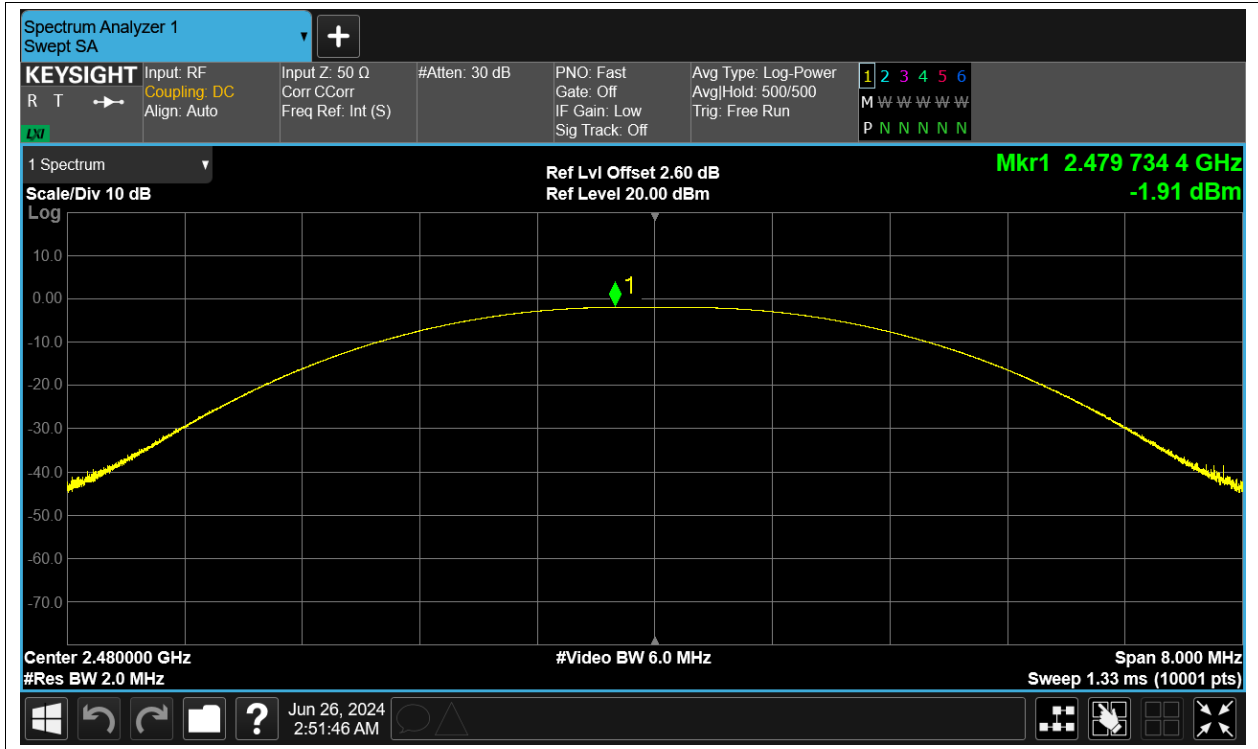 Spectrum Analyzer 1
Swept SA
+
KEYSIGHT
R T
LXI
Input: RF
Coupling: DC
Align: Auto
Input Z: 50 Ω
Corr CCorr
Freq Ref: Int (S)
#Atten: 30 dB
PNO: Fast
Gate: Off
IF Gain: Low
Sig Track: Off
Avg Type: Log-Power
Avg|Hold: 500/500
Trig: Free Run
1 2 3 4 5 6
M W W W W W
P N N N N N
1 Spectrum
Scale/Div 10 dB
Log
Ref Lvl Offset 2.60 dB
Ref Level 20.00 dBm
Mkr1 2.479 734 4 GHz
-1.91 dBm
10.0
0.00
-10.0
-20.0
-30.0
-40.0
-50.0
-60.0
-70.0
1
Center 2.480000 GHz
#Res BW 2.0 MHz
#Video BW 6.0 MHz
Span 8.000 MHz
Sweep 1.33 ms (10001 pts)
?
Jun 26, 2024
2:51:46 AM